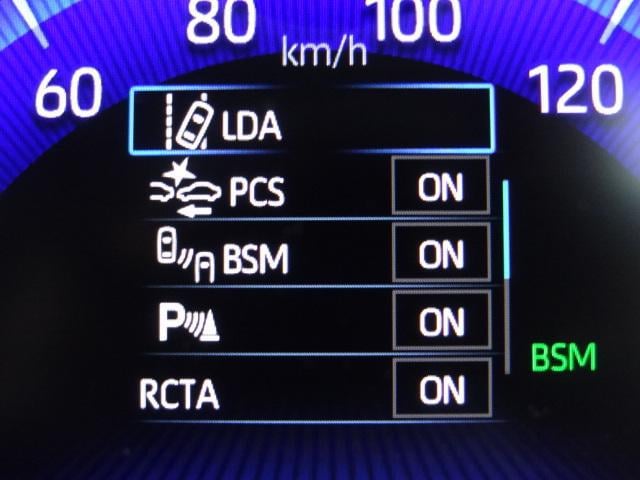 80 100
km/h
60 120
LDA
PCS ON
BSM ON
P ON
BSM
RCTA ON